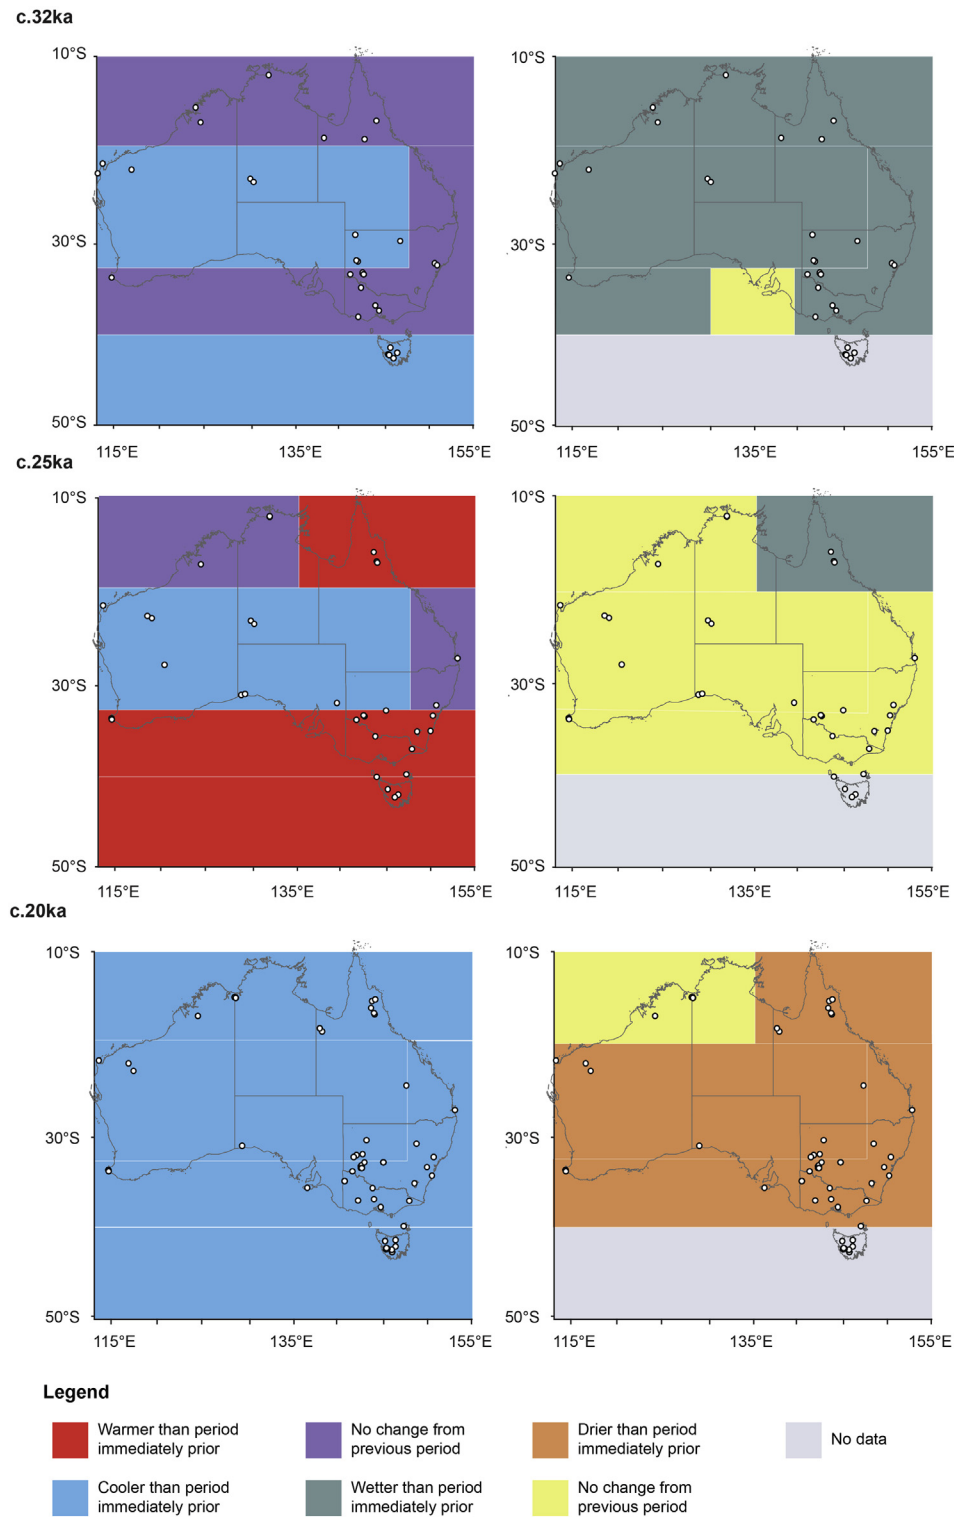 c.32ka
10°S
30°S
50°S
115°E 135°E 155°E
10°S
30°S
50°S
115°E 135°E 155°E
c.25ka
10°S
30°S
50°S
115°E 135°E 155°E
10°S
30°S
50°S
115°E 135°E 155°E
c.20ka
10°S
30°S
50°S
115°E 135°E 155°E
10°S
30°S
50°S
115°E 135°E 155°E
Legend
Warmer than period
immediately prior
No change from
previous period
Drier than period
immediately prior
No data
Cooler than period
immediately prior
Wetter than period
immediately prior
No change from
previous period